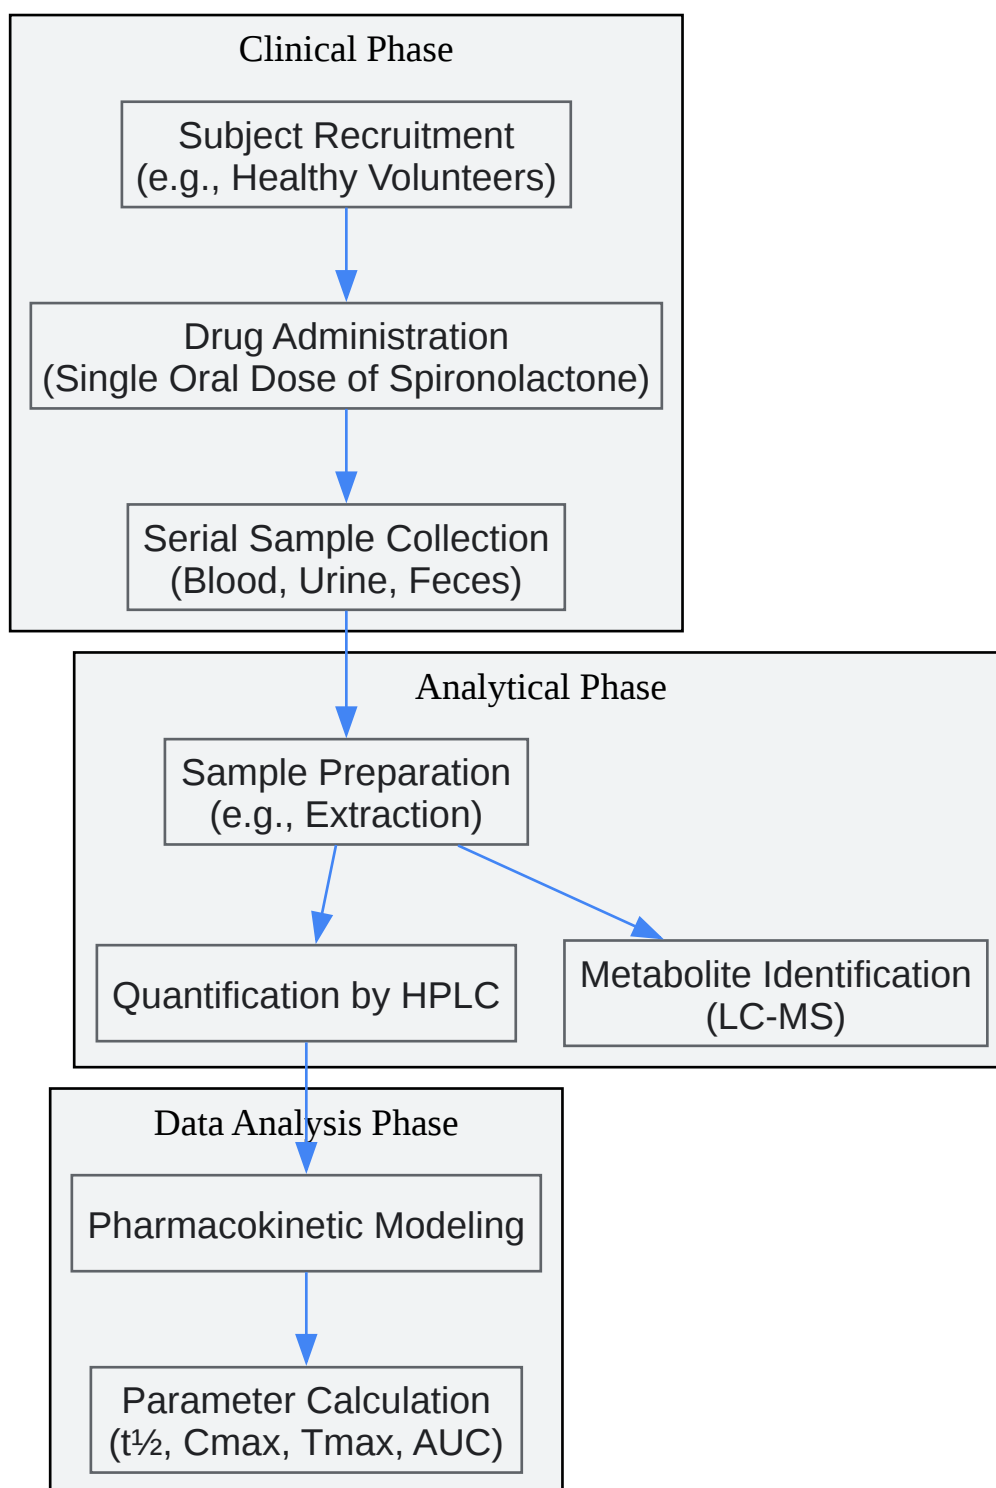 Clinical Phase
Subject Recruitment
(e.g., Healthy Volunteers)
Drug Administration
(Single Oral Dose of Spironolactone)
Serial Sample Collection
(Blood, Urine, Feces)
Analytical Phase
Sample Preparation
(e.g., Extraction)
Quantification by HPLC
Metabolite Identification
(LC-MS)
Data Analysis Phase
Pharmacokinetic Modeling
Parameter Calculation
(t½, Cmax, Tmax, AUC)